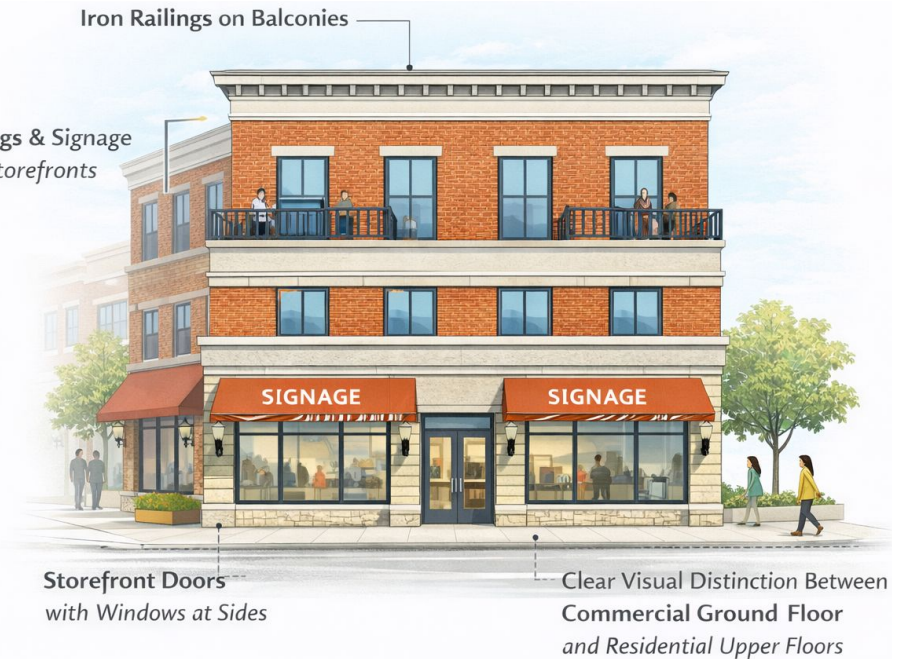 Iron Railings on Balconies
gs & Signage
torefronts
SIGNAGE
SIGNAGE
Storefront Doors
with Windows at Sides
Clear Visual Distinction Between
Commercial Ground Floor
and Residential Upper Floors